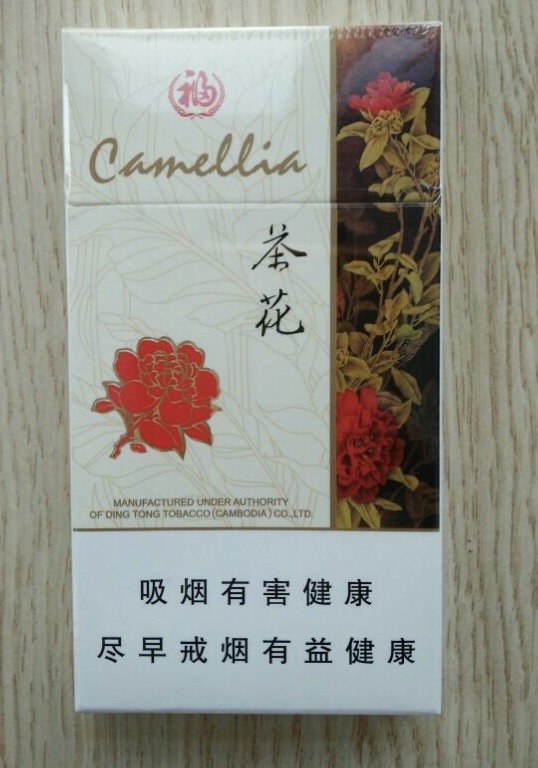 福
Camellia
茶
花
MANUFACTURED UNDER AUTHORITY
OF DING TONG TOBACCO (CAMBODIA) CO.,LTD.
吸烟有害健康
尽早戒烟有益健康